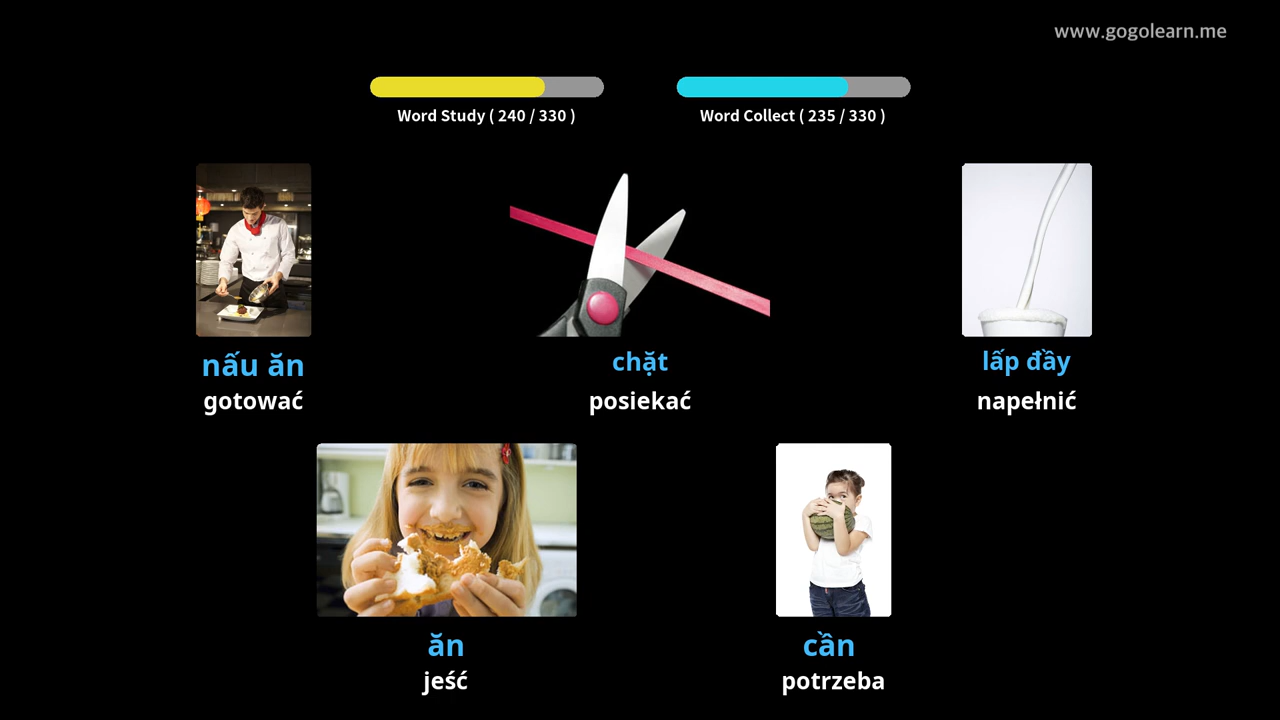 www.gogolearn.me
Word Study ( 240 / 330 )
Word Collect ( 235 / 330 )
nấu ăn
gotować
chặt
posiekać
lấp đầy
napełnić
ăn
jeść
cần
potrzeba